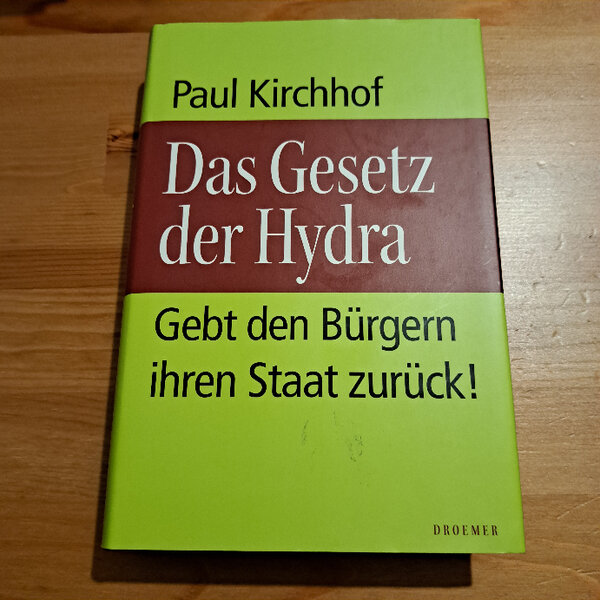 Paul Kirchhof
Das Gesetz
der Hydra
Gebt den Bürgern
ihren Staat zurück!
DROEMER